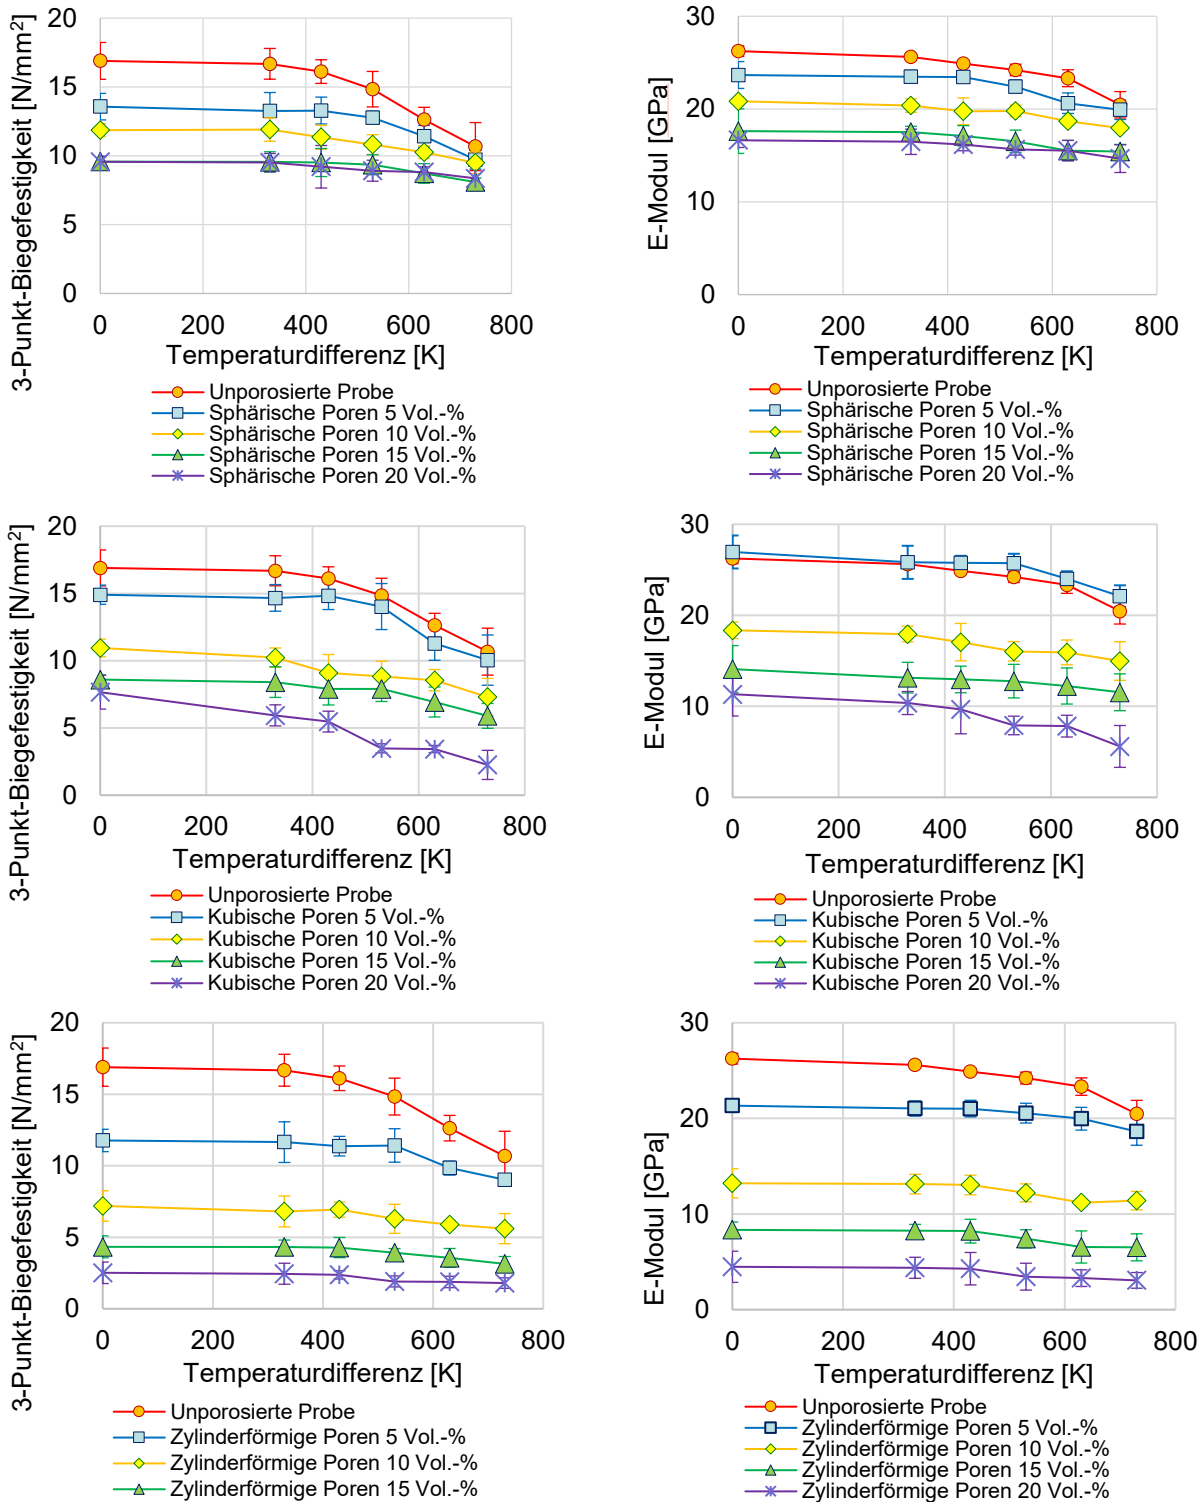 3-Punkt-Biegefestigkeit [N/mm²]
20
15
10
5
0
0 200 400 600 800
Temperaturdifferenz [K]
Unporosierte Probe
Sphärische Poren 5 Vol.-%
Sphärische Poren 10 Vol.-%
Sphärische Poren 15 Vol.-%
Sphärische Poren 20 Vol.-%
E-Modul [GPa]
30
20
10
0
0 200 400 600 800
Temperaturdifferenz [K]
Unporosierte Probe
Sphärische Poren 5 Vol.-%
Sphärische Poren 10 Vol.-%
Sphärische Poren 15 Vol.-%
Sphärische Poren 20 Vol.-%
3-Punkt-Biegefestigkeit [N/mm²]
20
15
10
5
0
0 200 400 600 800
Temperaturdifferenz [K]
Unporosierte Probe
Kubische Poren 5 Vol.-%
Kubische Poren 10 Vol.-%
Kubische Poren 15 Vol.-%
Kubische Poren 20 Vol.-%
E-Modul [GPa]
30
20
10
0
0 200 400 600 800
Temperaturdifferenz [K]
Unporosierte Probe
Kubische Poren 5 Vol.-%
Kubische Poren 10 Vol.-%
Kubische Poren 15 Vol.-%
Kubische Poren 20 Vol.-%
3-Punkt-Biegefestigkeit [N/mm²]
20
15
10
5
0
0 200 400 600 800
Temperaturdifferenz [K]
Unporosierte Probe
Zylinderförmige Poren 5 Vol.-%
Zylinderförmige Poren 10 Vol.-%
Zylinderförmige Poren 15 Vol.-%
E-Modul [GPa]
30
20
10
0
0 200 400 600 800
Temperaturdifferenz [K]
Unporosierte Probe
Zylinderförmige Poren 5 Vol.-%
Zylinderförmige Poren 10 Vol.-%
Zylinderförmige Poren 15 Vol.-%
Zylinderförmige Poren 20 Vol.-%